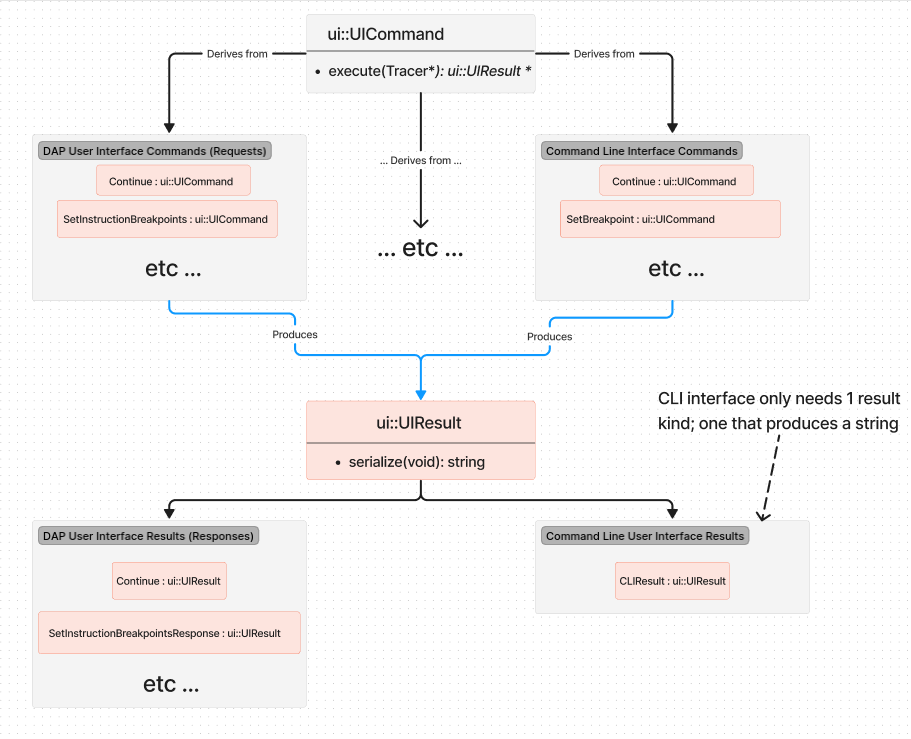 ui::UICommand
• execute(Tracer*): ui::UIResult *
Derives from
Derives from
... Derives from ...
... etc ...
DAP User Interface Commands (Requests)
Continue : ui::UICommand
SetInstructionBreakpoints : ui::UICommand
etc ...
Command Line Interface Commands
Continue : ui::UICommand
SetBreakpoint : ui::UICommand
etc ...
Produces
Produces
ui::UIResult
• serialize(void): string
CLI interface only needs 1 result
kind; one that produces a string
DAP User Interface Results (Responses)
Continue : ui::UIResult
SetInstructionBreakpointsResponse : ui::UIResult
etc ...
Command Line User Interface Results
CLIResult : ui::UIResult